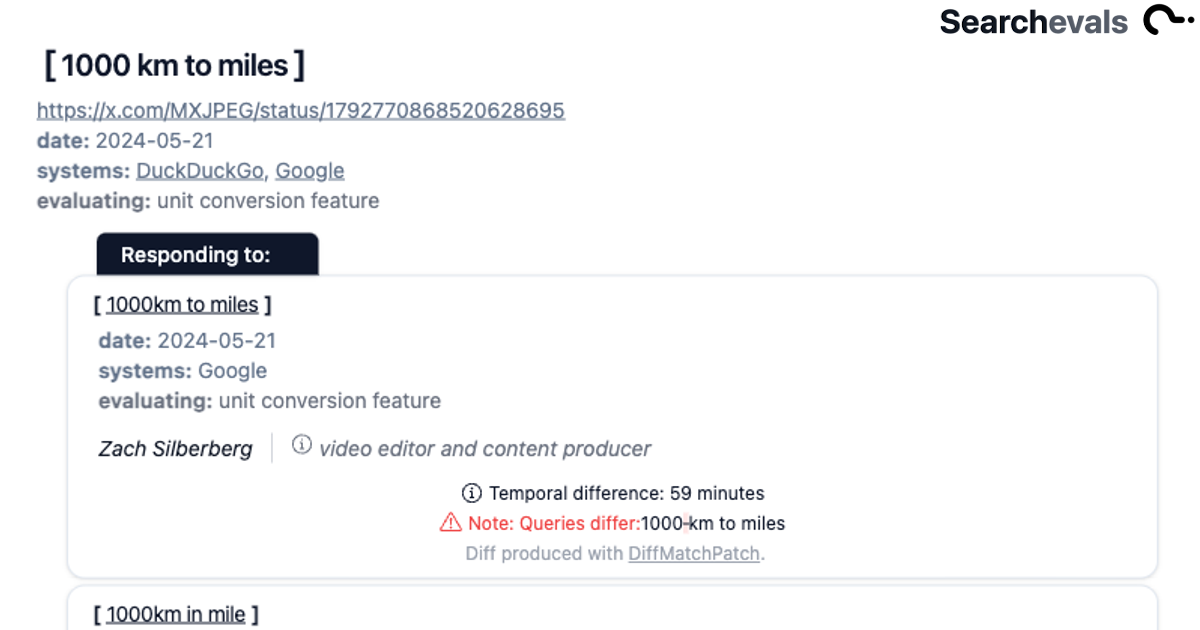 Searchevals
[ 1000 km to miles ]
https://x.com/MXJPEG/status/1792770868520628695
date: 2024-05-21
systems: DuckDuckGo, Google
evaluating: unit conversion feature
Responding to:
[ 1000km to miles ]
date: 2024-05-21
systems: Google
evaluating: unit conversion feature
Zach Silberberg video editor and content producer
Temporal difference: 59 minutes
Note: Queries differ:1000 km to miles
Diff produced with DiffMatchPatch.
[ 1000km in mile ]